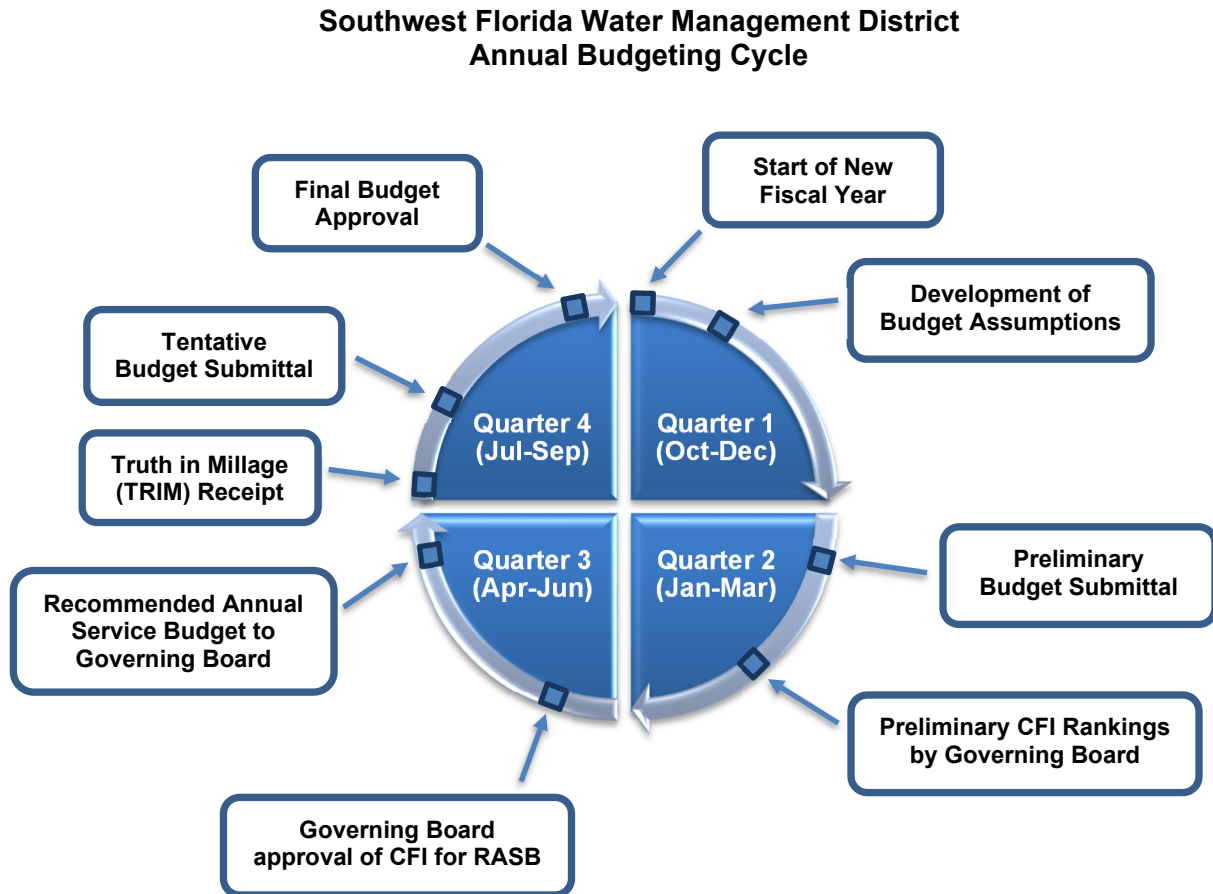 Southwest Florida Water Management District
Annual Budgeting Cycle
Final Budget
Approval
Start of New
Fiscal Year
Development of
Budget Assumptions
Tentative
Budget Submittal
Truth in Millage
(TRIM) Receipt
Quarter 4
(Jul-Sep)
Quarter 1
(Oct-Dec)
Quarter 3
(Apr-Jun)
Quarter 2
(Jan-Mar)
Preliminary
Budget Submittal
Recommended Annual
Service Budget to
Governing Board
Preliminary CFI Rankings
by Governing Board
Governing Board
approval of CFI for RASB